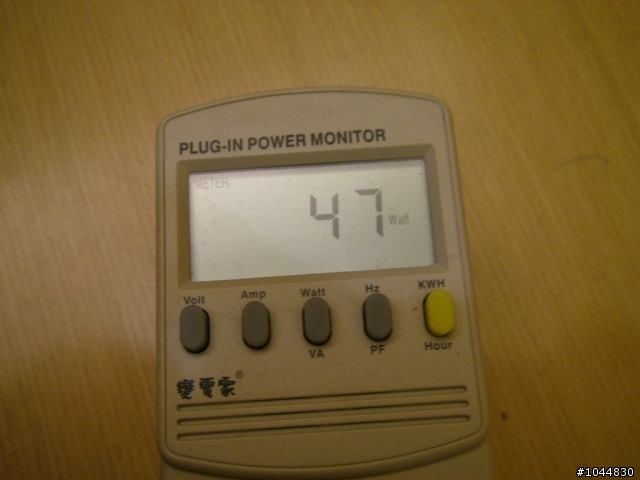 PLUG-IN POWER MONITOR
METER
47 Watt
Volt Amp Watt Hz KWH
VA PF Hour
變電家®
#1044830